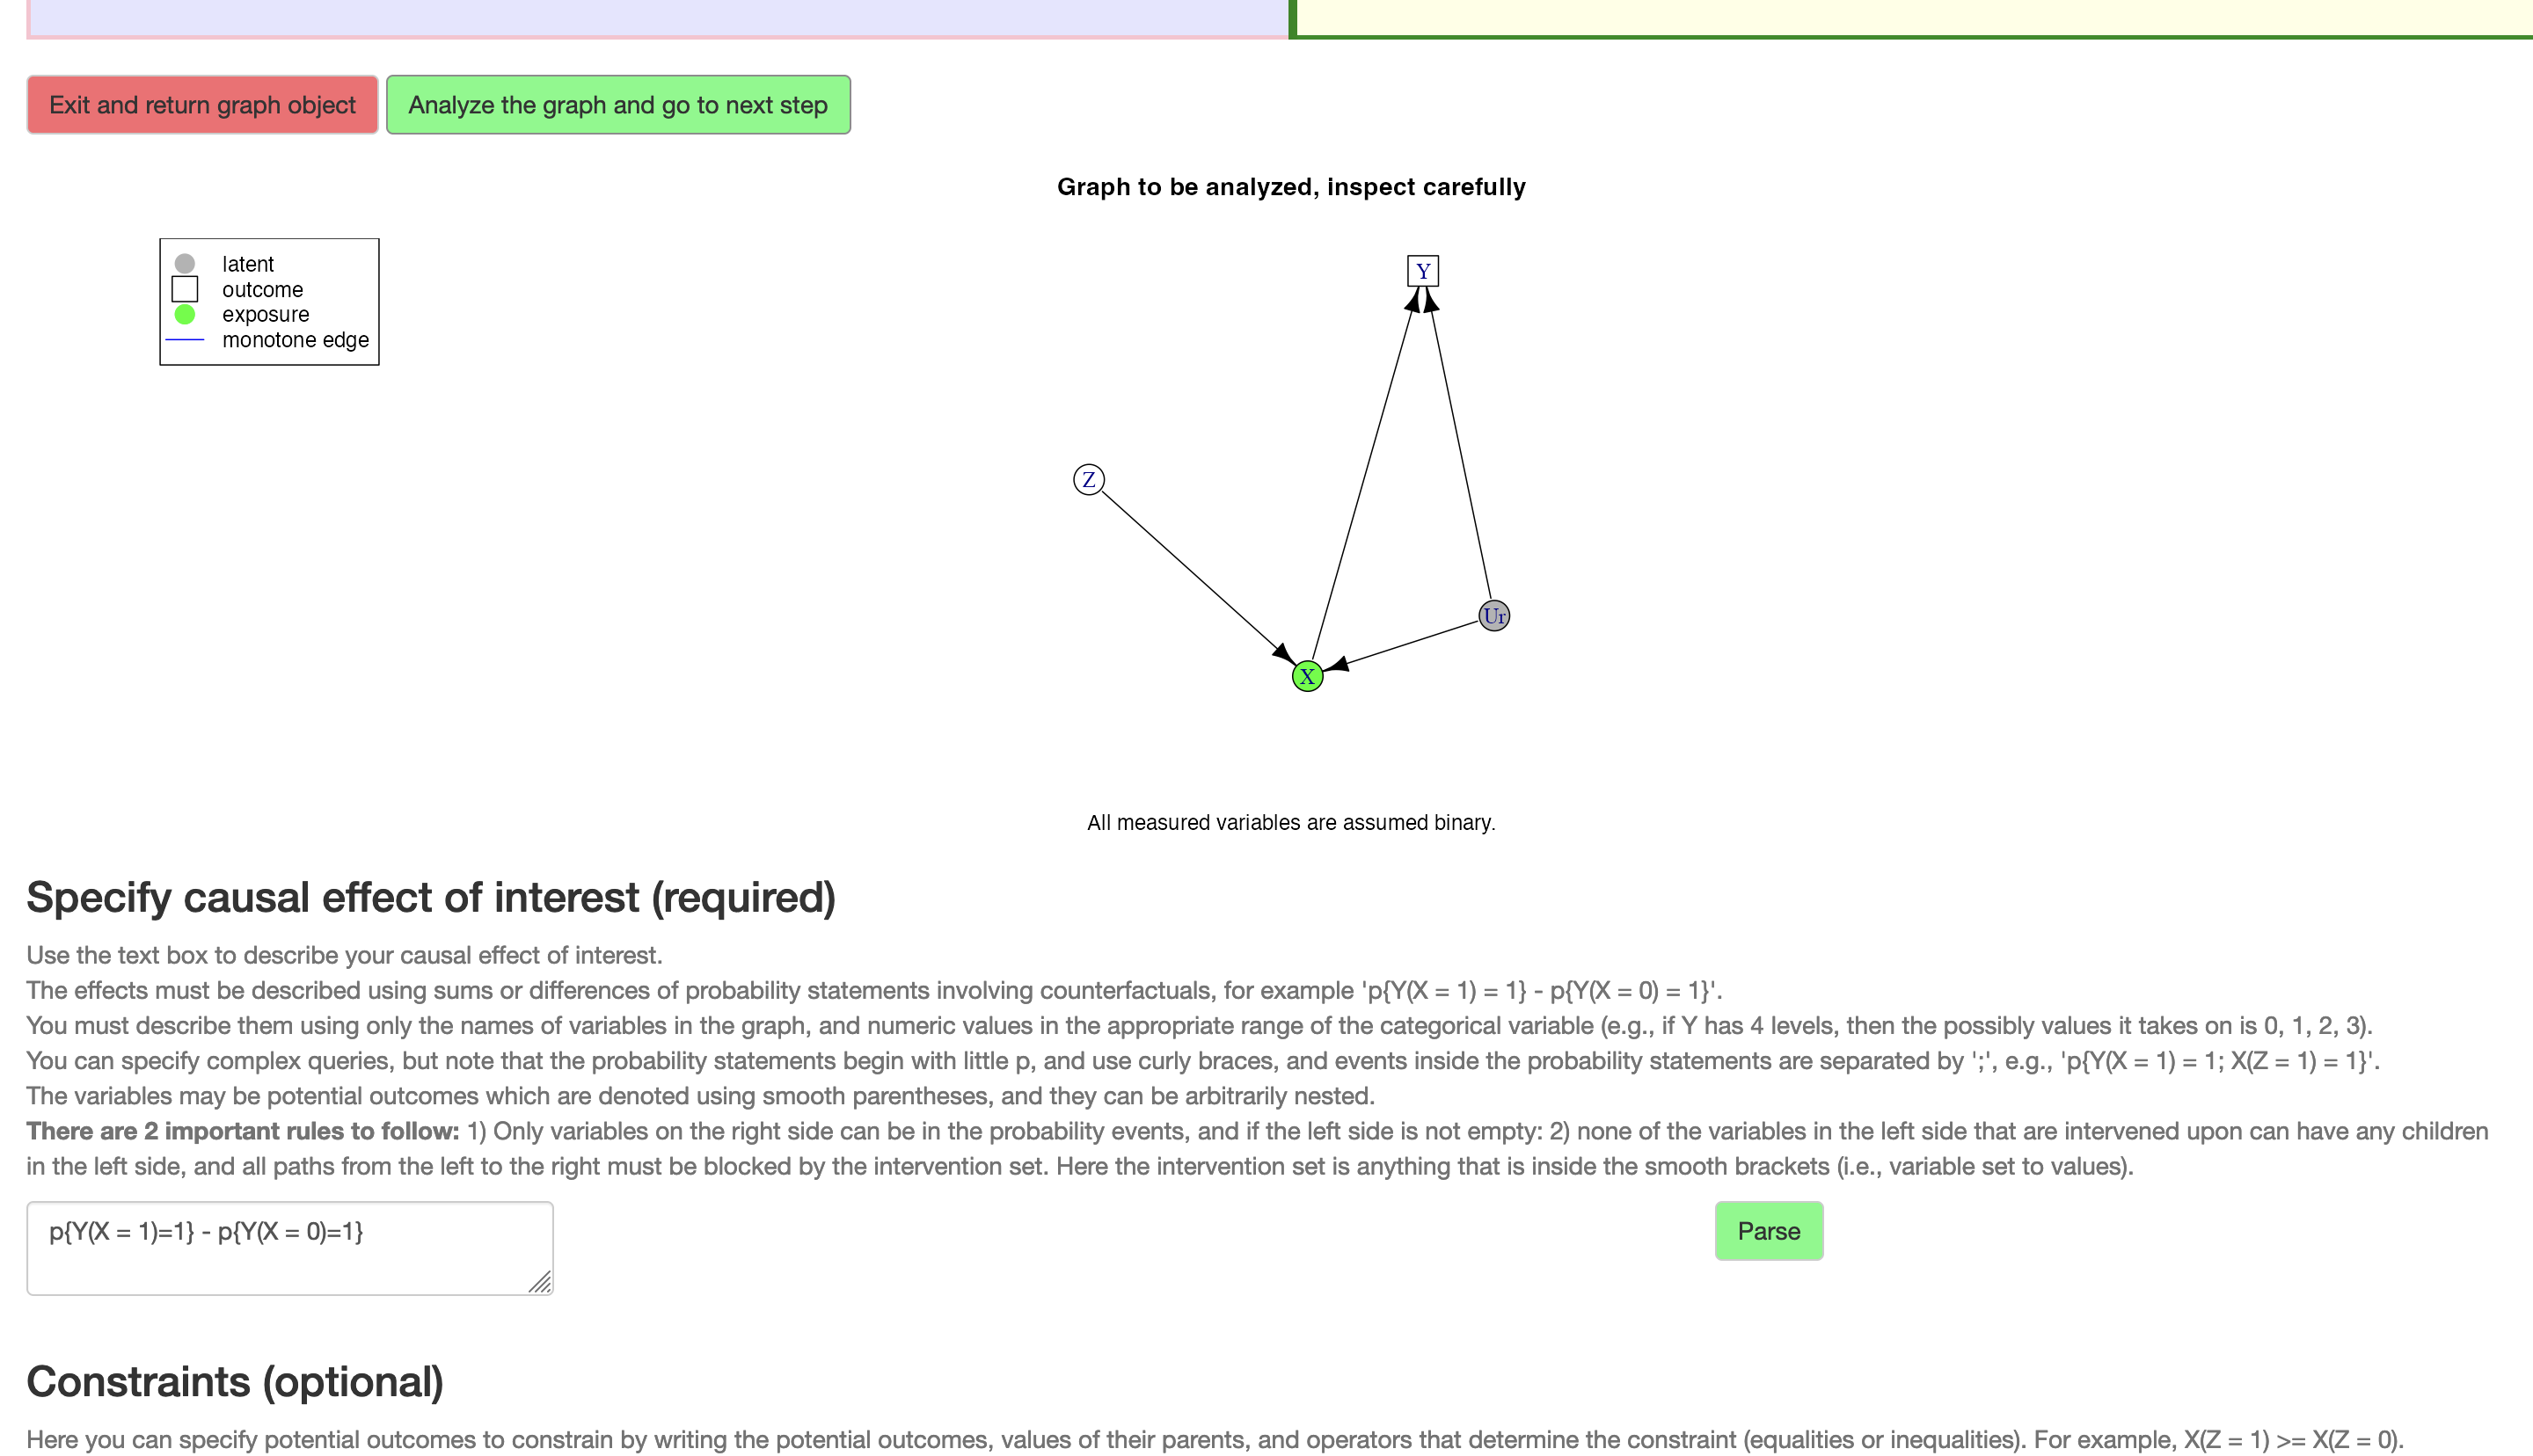 Exit and return graph object
Analyze the graph and go to next step
Graph to be analyzed, inspect carefully
latent
outcome
exposure
monotone edge
Y
Z
Ur
X
All measured variables are assumed binary.
Specify causal effect of interest (required)
Use the text box to describe your causal effect of interest.
The effects must be described using sums or differences of probability statements involving counterfactuals, for example 'p{Y(X = 1) = 1} - p{Y(X = 0) = 1}'.
You must describe them using only the names of variables in the graph, and numeric values in the appropriate range of the categorical variable (e.g., if Y has 4 levels, then the possibly values it takes on is 0, 1, 2, 3).
You can specify complex queries, but note that the probability statements begin with little p, and use curly braces, and events inside the probability statements are separated by ';', e.g., 'p{Y(X = 1) = 1; X(Z = 1) = 1}'.
The variables may be potential outcomes which are denoted using smooth parentheses, and they can be arbitrarily nested.
There are 2 important rules to follow: 1) Only variables on the right side can be in the probability events, and if the left side is not empty: 2) none of the variables in the left side that are intervened upon can have any children
in the left side, and all paths from the left to the right must be blocked by the intervention set. Here the intervention set is anything that is inside the smooth brackets (i.e., variable set to values).
p{Y(X = 1)=1} - p{Y(X = 0)=1}
Parse
Constraints (optional)
Here you can specify potential outcomes to constrain by writing the potential outcomes, values of their parents, and operators that determine the constraint (equalities or inequalities). For example, X(Z = 1) >= X(Z = 0).